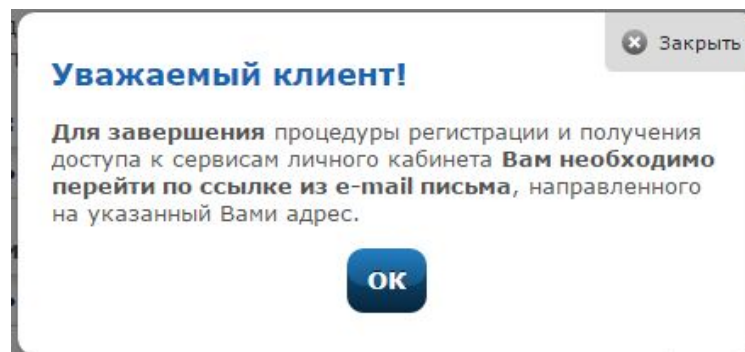 Закрыть
Уважаемый клиент!
Для завершения процедуры регистрации и получения
доступа к сервисам личного кабинета Вам необходимо
перейти по ссылке из e-mail письма, направленного
на указанный Вами адрес.
ОК